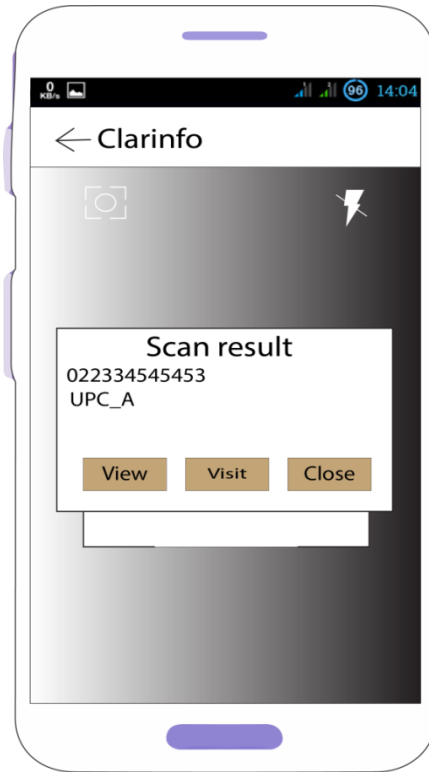 0
KB/s
96 14:04
Clarinfo
Scan result
022334545453
UPC_A
View Visit Close